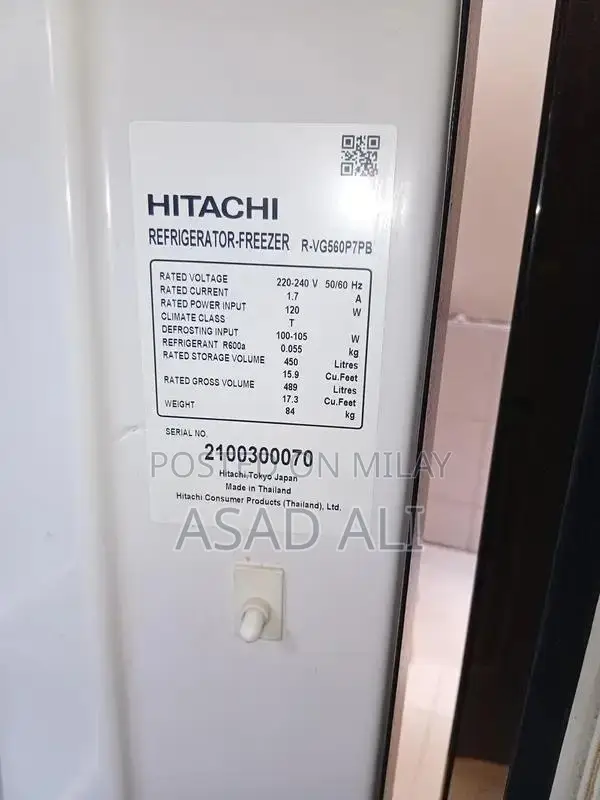 HITACHI
REFRIGERATOR-FREEZER R-VG560P7PB
RATED VOLTAGE 220-240 V 50/60 Hz
RATED CURRENT 1.7 A
RATED POWER INPUT 120 W
CLIMATE CLASS T
DEFROSTING INPUT 100-105 W
REFRIGERANT R600a 0.055 kg
RATED STORAGE VOLUME 450 Litres
15.9 Cu.Feet
RATED GROSS VOLUME 489 Litres
17.3 Cu.Feet
WEIGHT 84 kg
SERIAL NO.
2100300070
POSTED ON MILAY
Hitachi,Tokyo Japan
Made in Thailand
Hitachi Consumer Products (Thailand), Ltd.
ASAD ALI